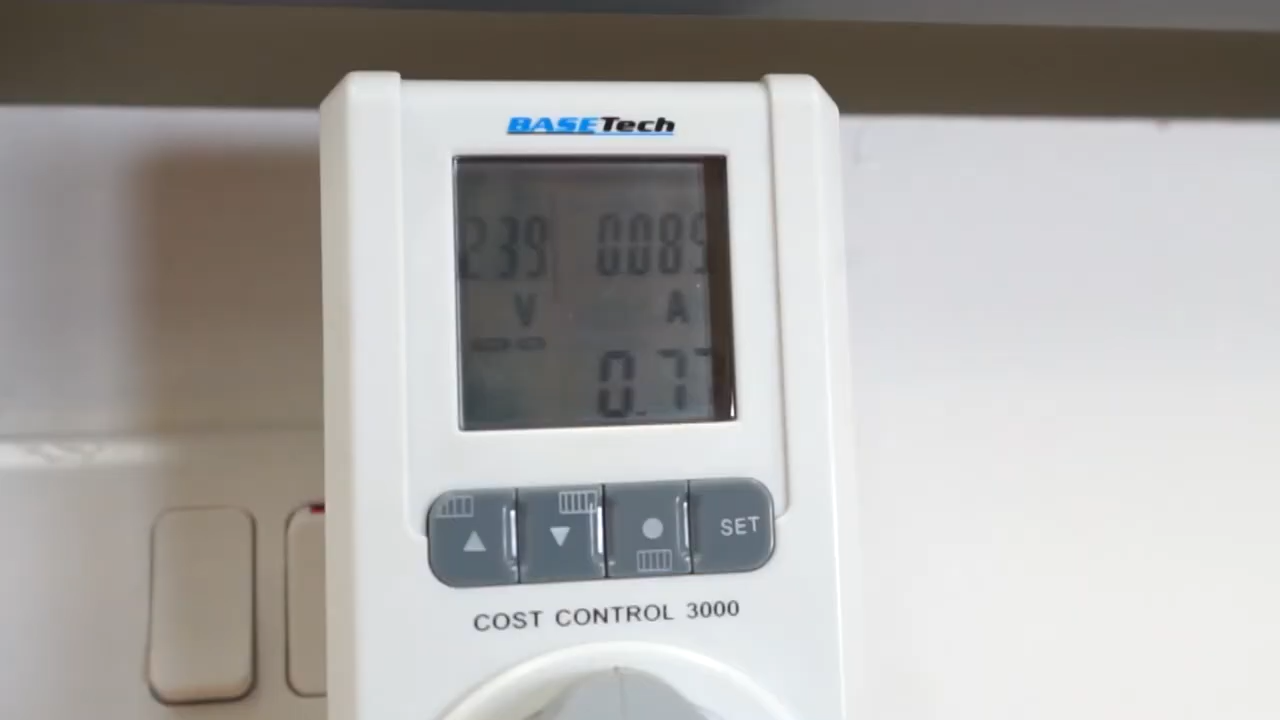 BASETech
239 0.089
V A
-- 0.77
SET
COST CONTROL 3000